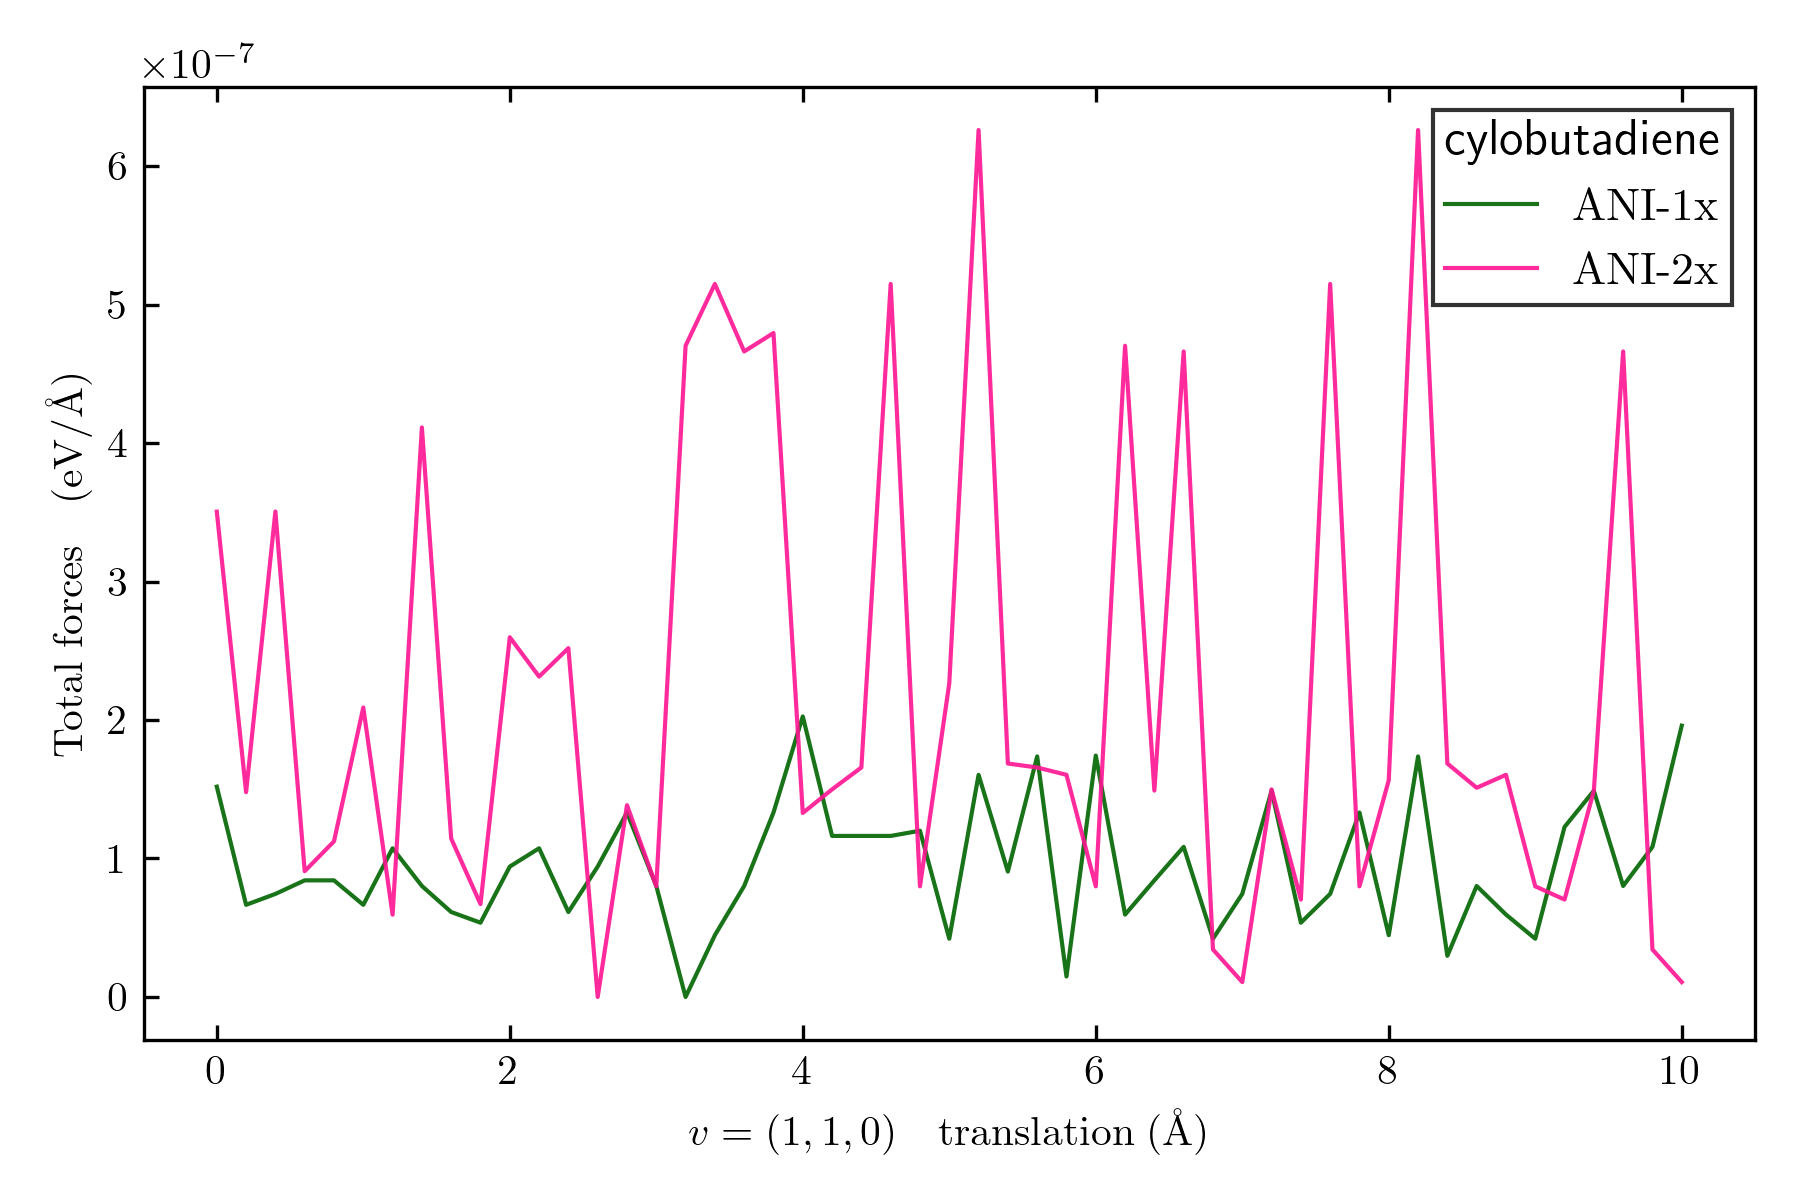 ×10⁻⁷
cylobutadiene
ANI-1x
ANI-2x
6
5
4
3
2
1
0
Total forces (eV/Å)
0 2 4 6 8 10
v = (1, 1, 0) translation (Å)